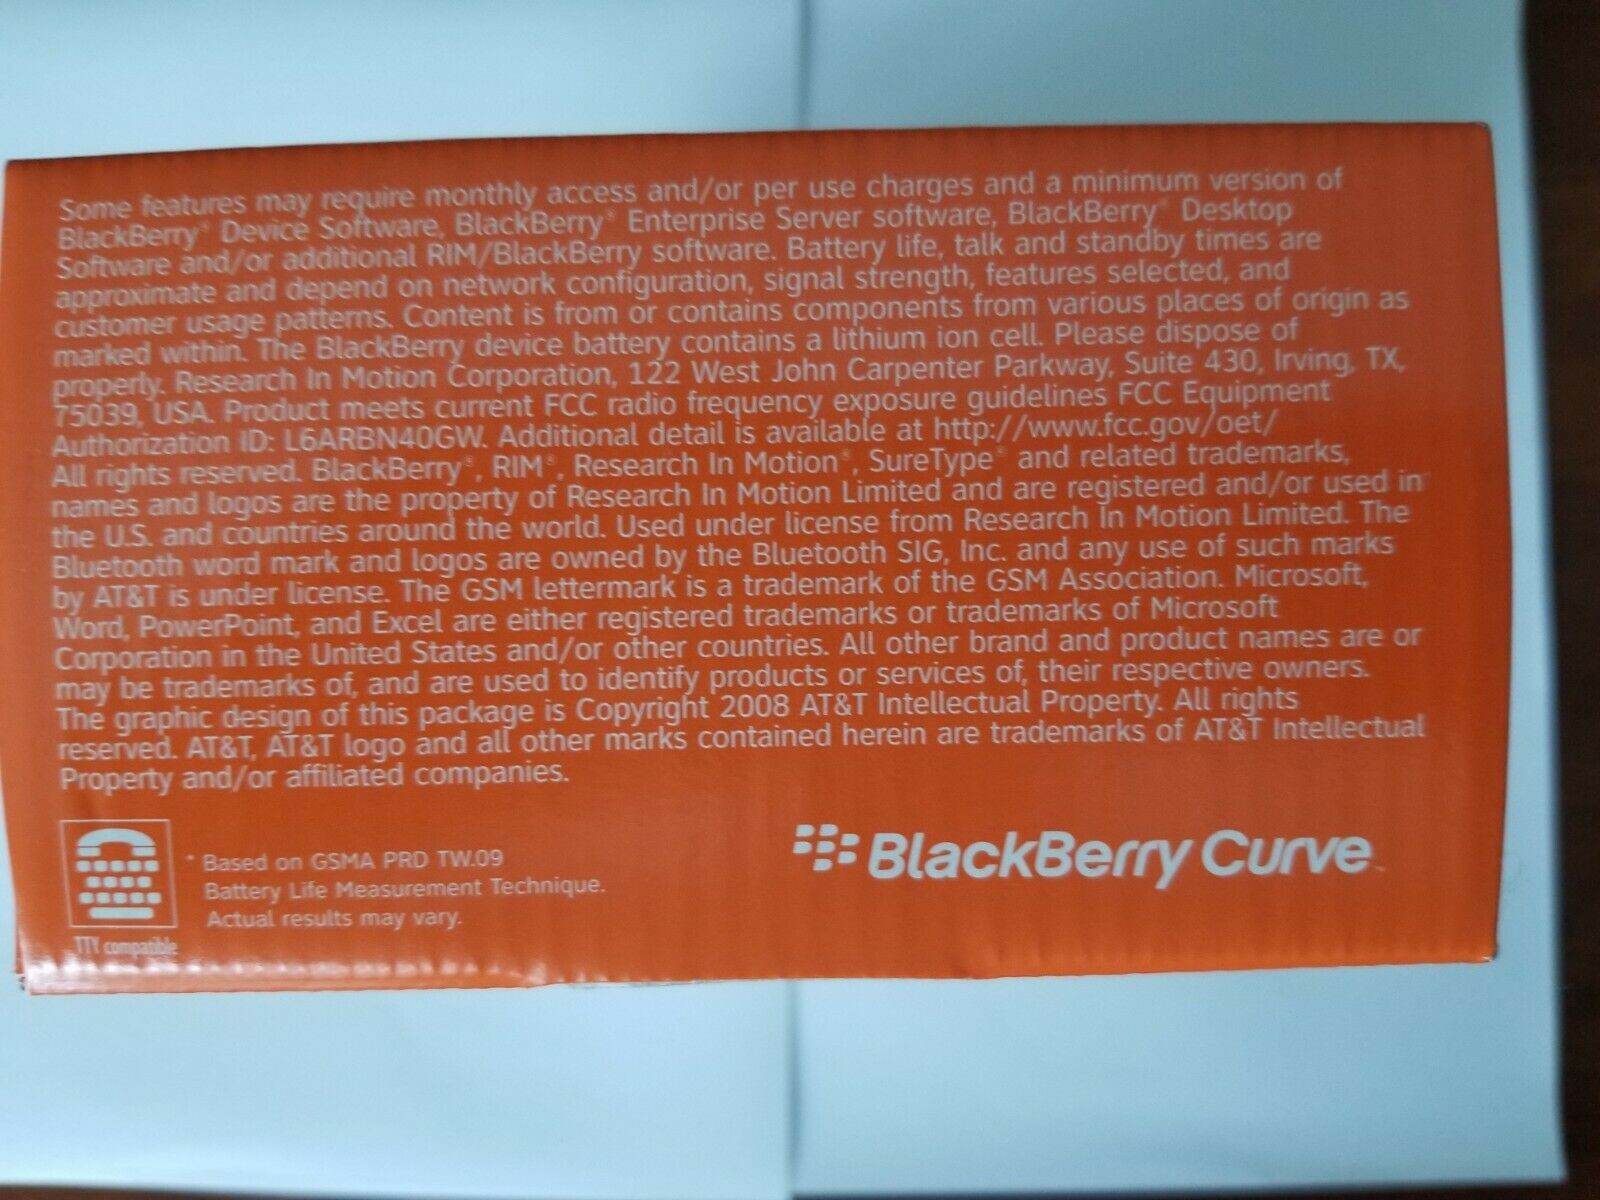 Some features may require monthly access and/or per use charges and a minimum version of
BlackBerry® Device Software, BlackBerry® Enterprise Server software, BlackBerry® Desktop
Software and/or additional RIM/BlackBerry software. Battery life, talk and standby times are
approximate and depend on network configuration, signal strength, features selected, and
customer usage patterns. Content is from or contains components from various places of origin as
marked within. The BlackBerry device battery contains a lithium ion cell. Please dispose of
properly. Research In Motion Corporation, 122 West John Carpenter Parkway, Suite 430, Irving, TX,
75039, USA. Product meets current FCC radio frequency exposure guidelines FCC Equipment
Authorization ID: L6ARBN40GW. Additional detail is available at http://www.fcc.gov/oet/
All rights reserved. BlackBerry®, RIM®, Research In Motion®, SureType® and related trademarks,
names and logos are the property of Research In Motion Limited and are registered and/or used in
the U.S. and countries around the world. Used under license from Research In Motion Limited. The
Bluetooth word mark and logos are owned by the Bluetooth SIG, Inc. and any use of such marks
by AT&T is under license. The GSM lettermark is a trademark of the GSM Association. Microsoft,
Word, PowerPoint, and Excel are either registered trademarks or trademarks of Microsoft
Corporation in the United States and/or other countries. All other brand and product names are or
may be trademarks of, and are used to identify products or services of, their respective owners.
The graphic design of this package is Copyright 2008 AT&T Intellectual Property. All rights
reserved. AT&T, AT&T logo and all other marks contained herein are trademarks of AT&T Intellectual
Property and/or affiliated companies.
TTY compatible
* Based on GSMA PRD TW.09
Battery Life Measurement Technique.
Actual results may vary.
BlackBerry Curve™